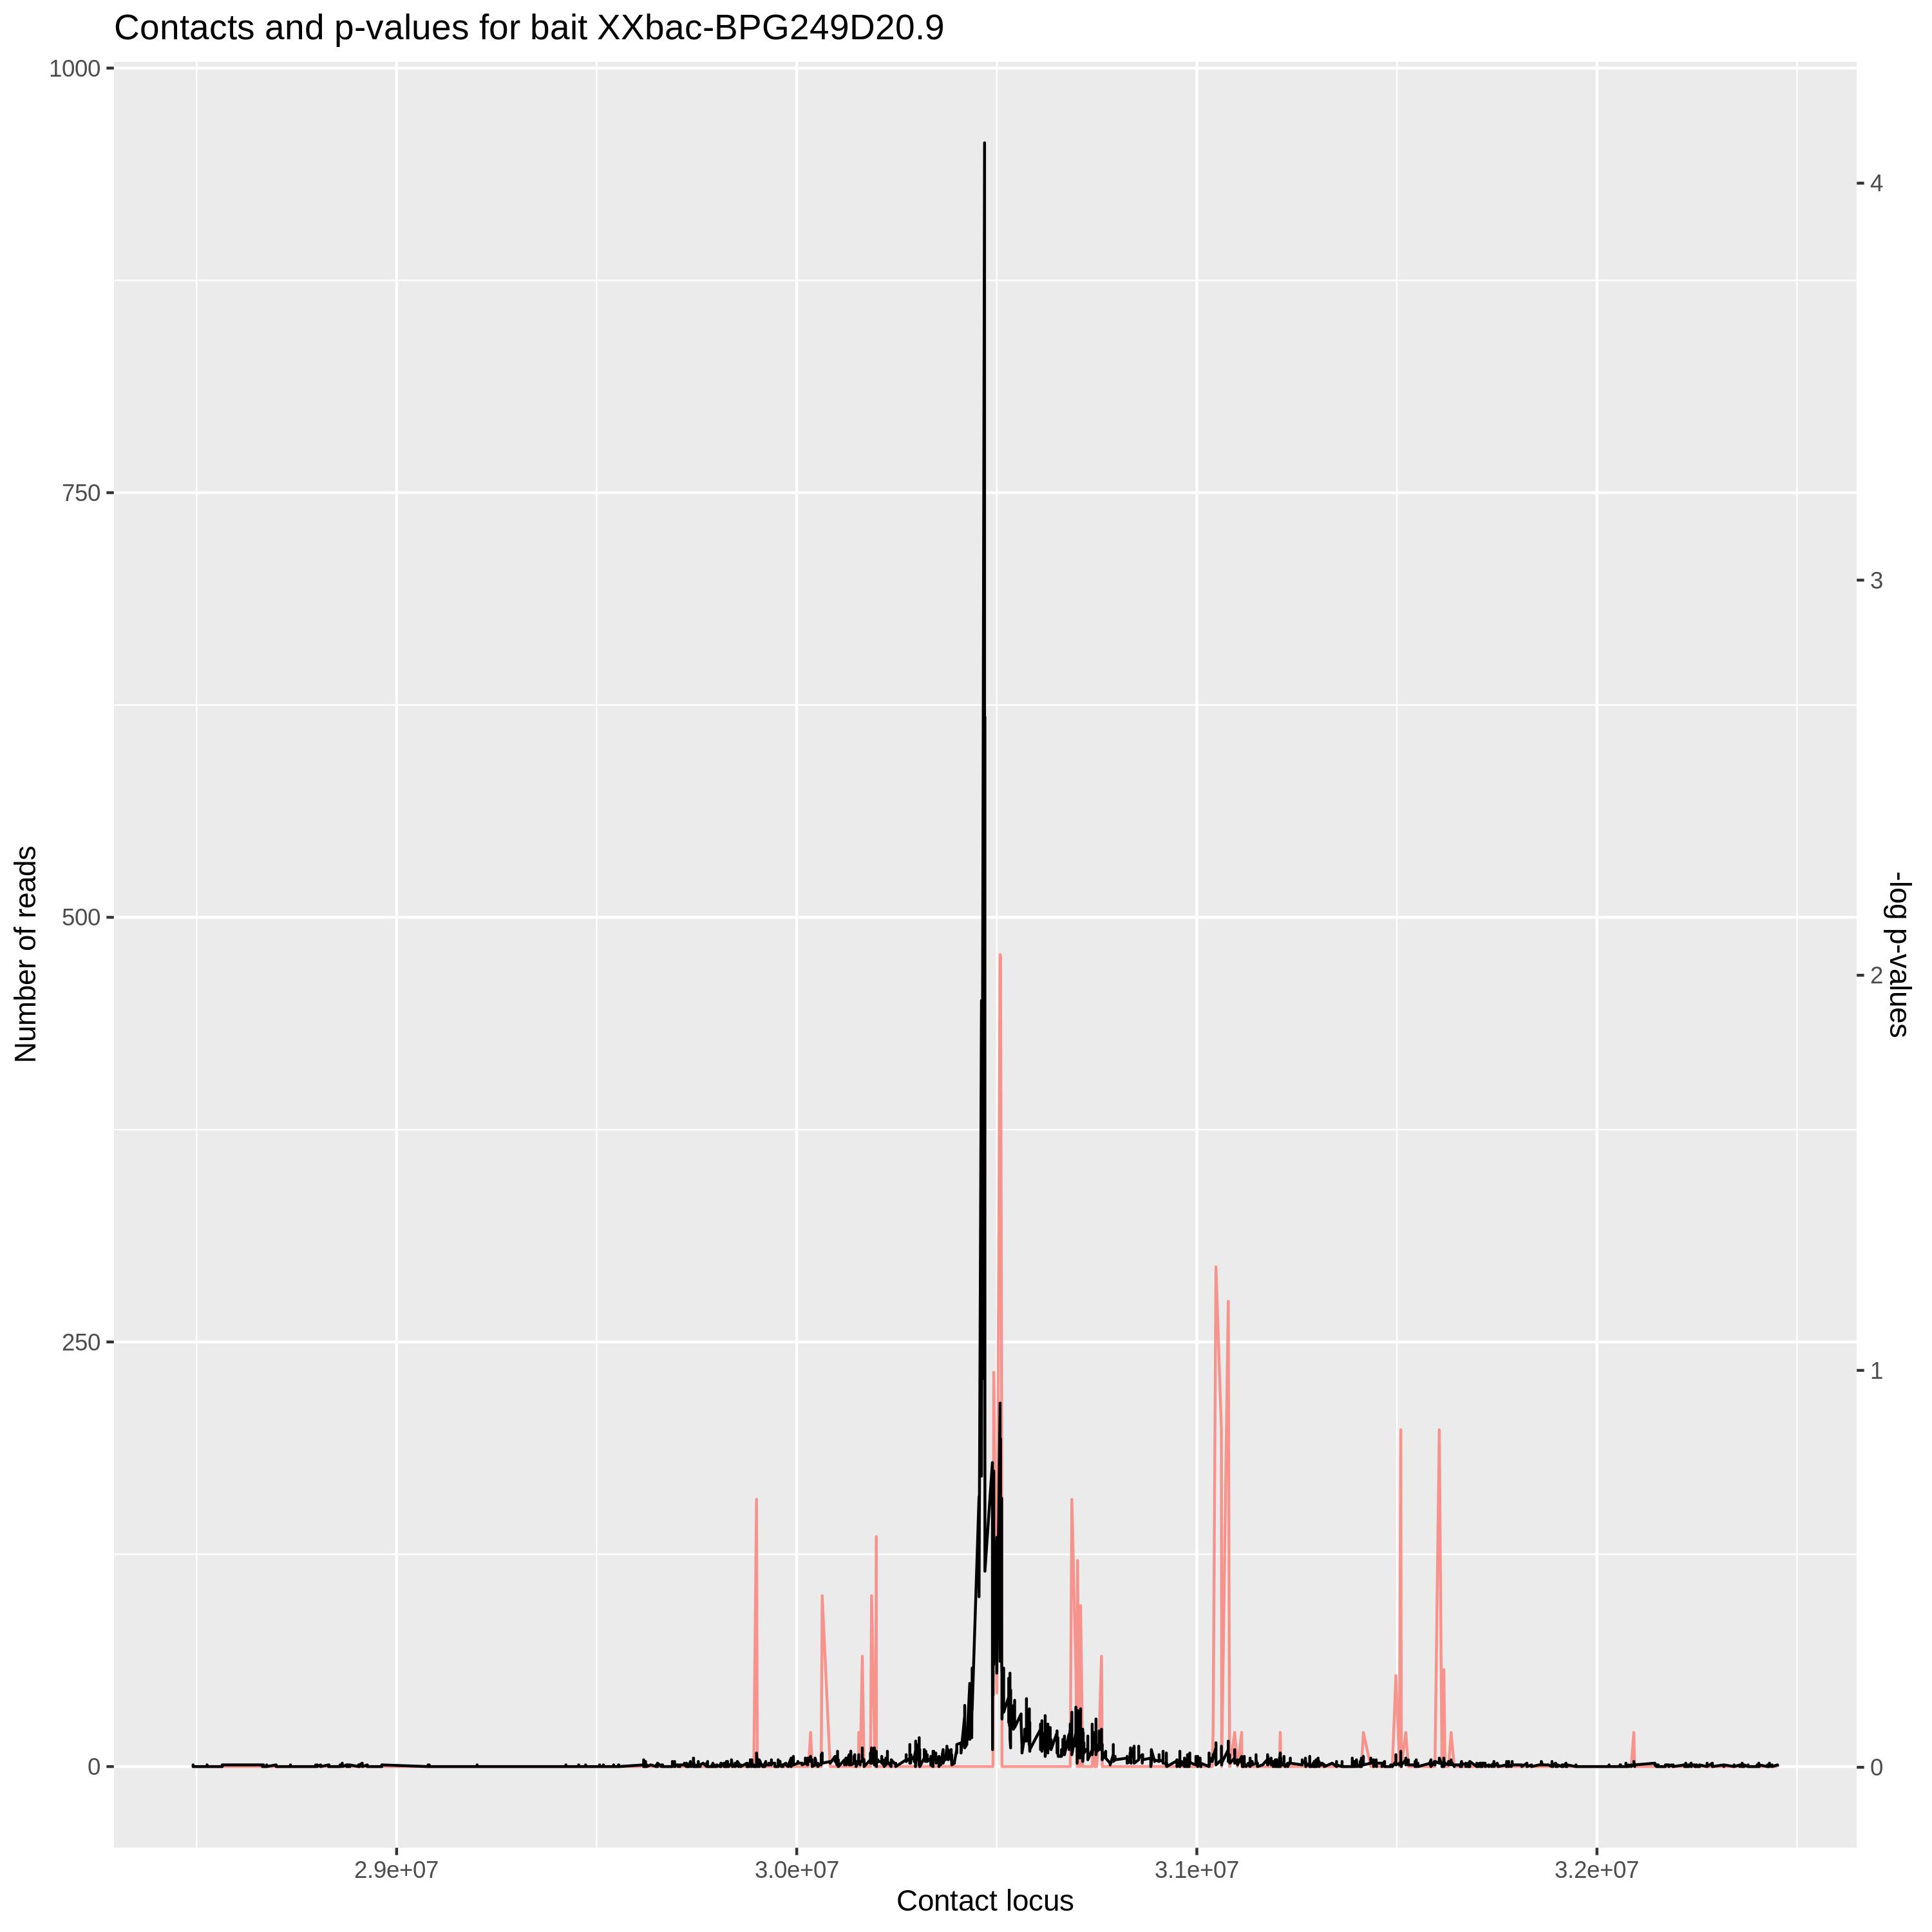 Contacts and p-values for bait XXbac-BPG249D20.9
1000
750
500
250
0
Number of reads
4
3
2
1
0
-log p-values
2.9e+07 3.0e+07 3.1e+07 3.2e+07
Contact locus